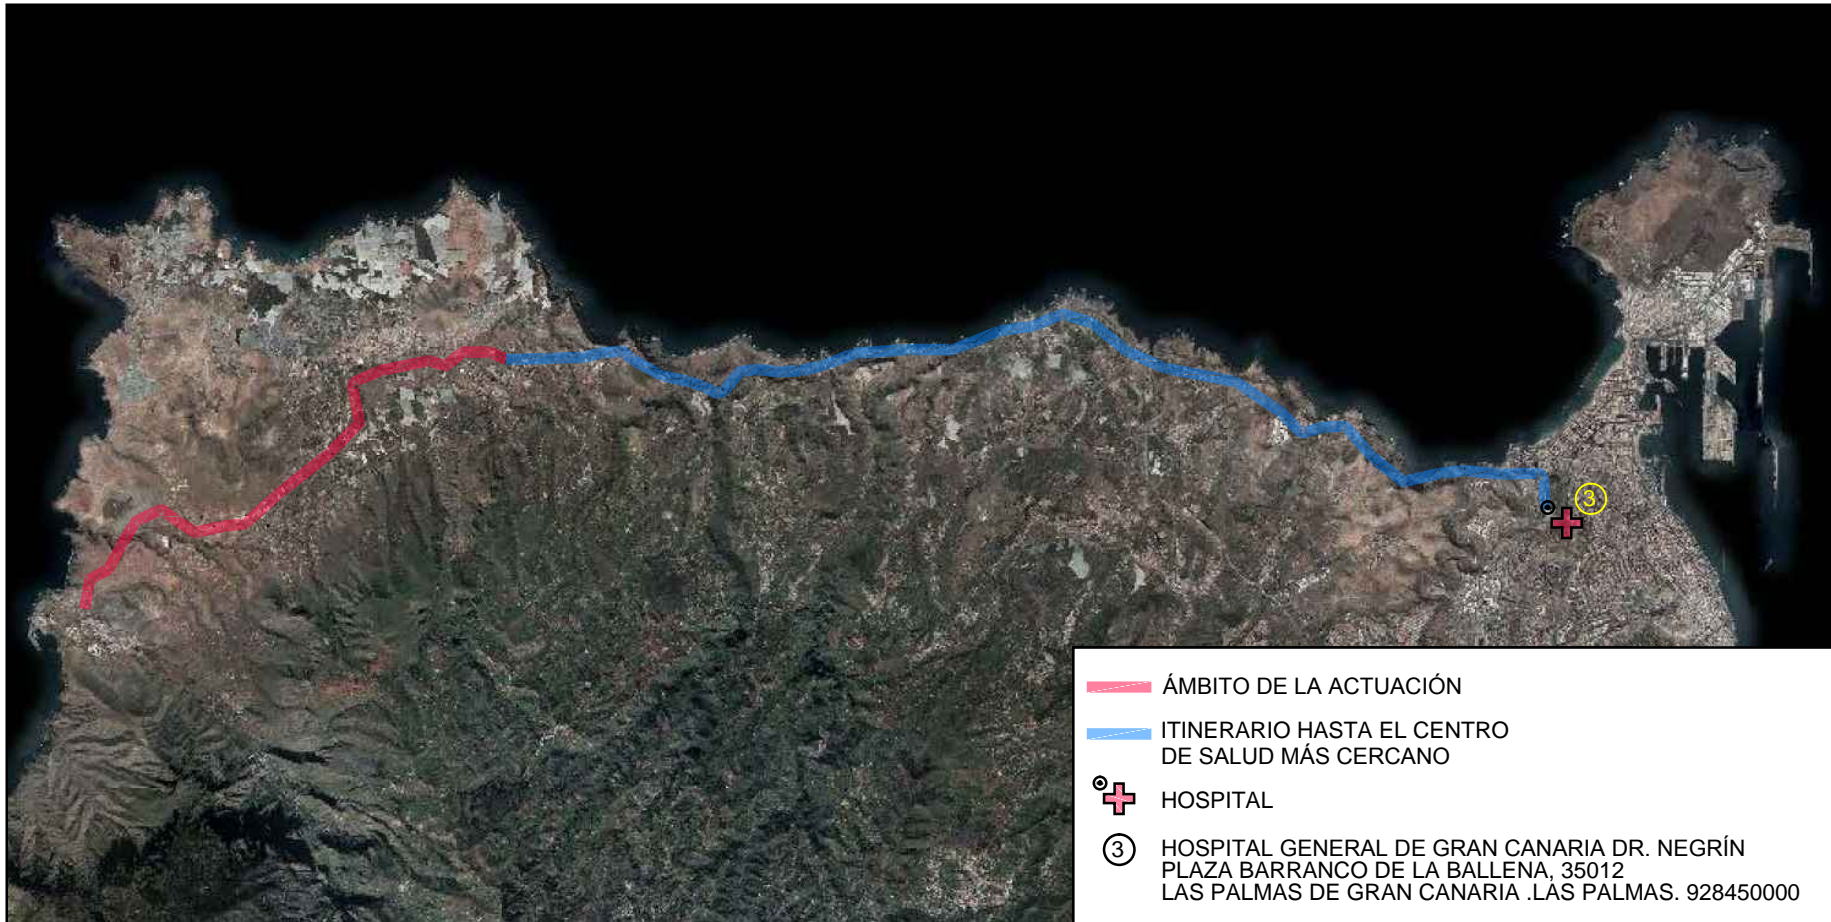 3
ÁMBITO DE LA ACTUACIÓN
ITINERARIO HASTA EL CENTRO
DE SALUD MÁS CERCANO
HOSPITAL
3
HOSPITAL GENERAL DE GRAN CANARIA DR. NEGRÍN
PLAZA BARRANCO DE LA BALLENA, 35012
LAS PALMAS DE GRAN CANARIA .LAS PALMAS. 928450000